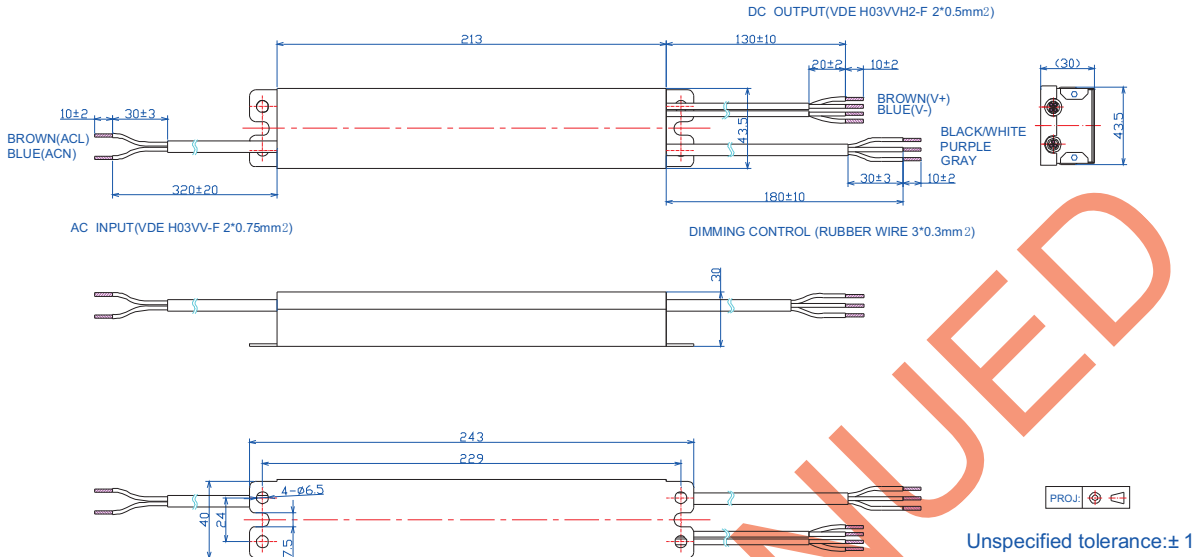 DC OUTPUT(VDE H03VVH2-F 2*0.5mm2)
213
130±10
20±2
10±2
(30)
10±2
30±3
BROWN(ACL)
BLUE(ACN)
BROWN(V+)
BLUE(V-)
43.5
BLACK/WHITE
PURPLE
GRAY
43.5
320±20
30±3
10±2
180±10
AC INPUT(VDE H03VV-F 2*0.75mm2)
DIMMING CONTROL (RUBBER WIRE 3*0.3mm2)
30
243
229
4-ø6.5
40
24
7.5
PROJ:
Unspecified tolerance:±1
NUED